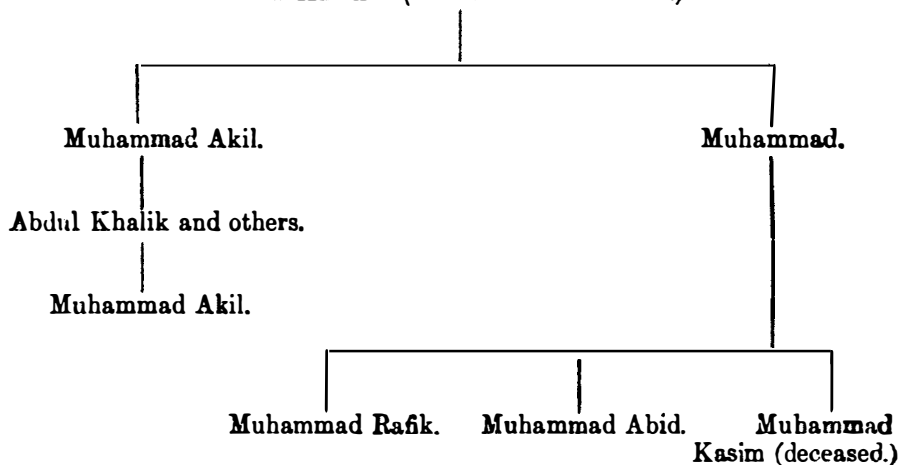 Muhammad Akil. Muhammad.
Abdul Khalik and others.
Muhammad Akil.
Muhammad Rafik. Muhammad Abid. Muhammad
Kasim (deceased.)